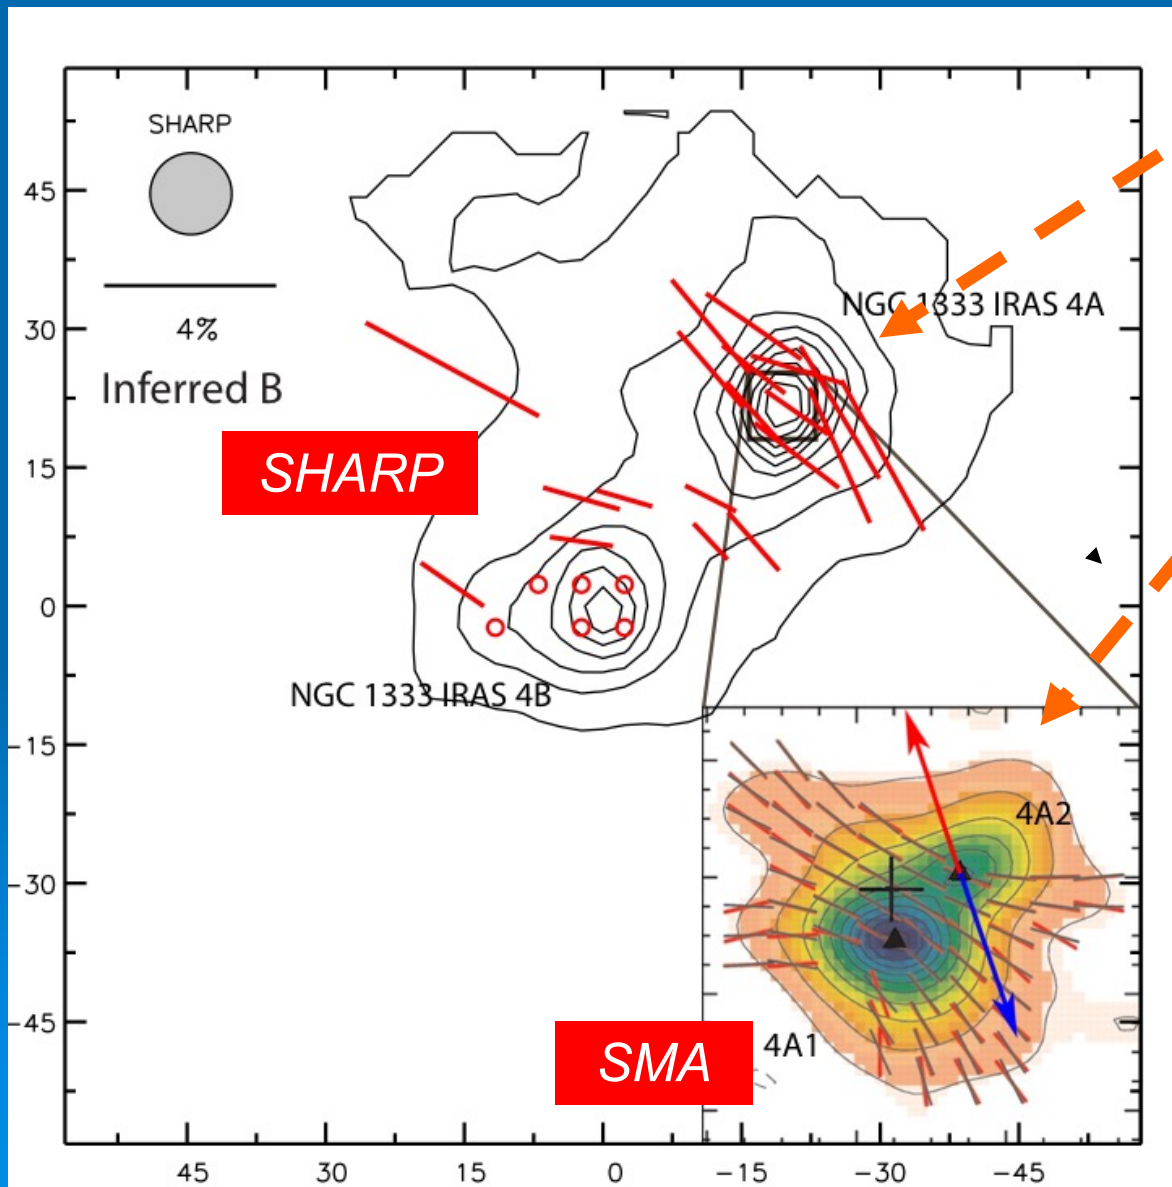 SHARP
45
4%
30
NGC 1333 IRAS 4A
Inferred B
SHARP
15
0
NGC 1333 IRAS 4B
-15
4A2
-30
-45
4A1
SMA
45 30 15 0 -15 -30 -45